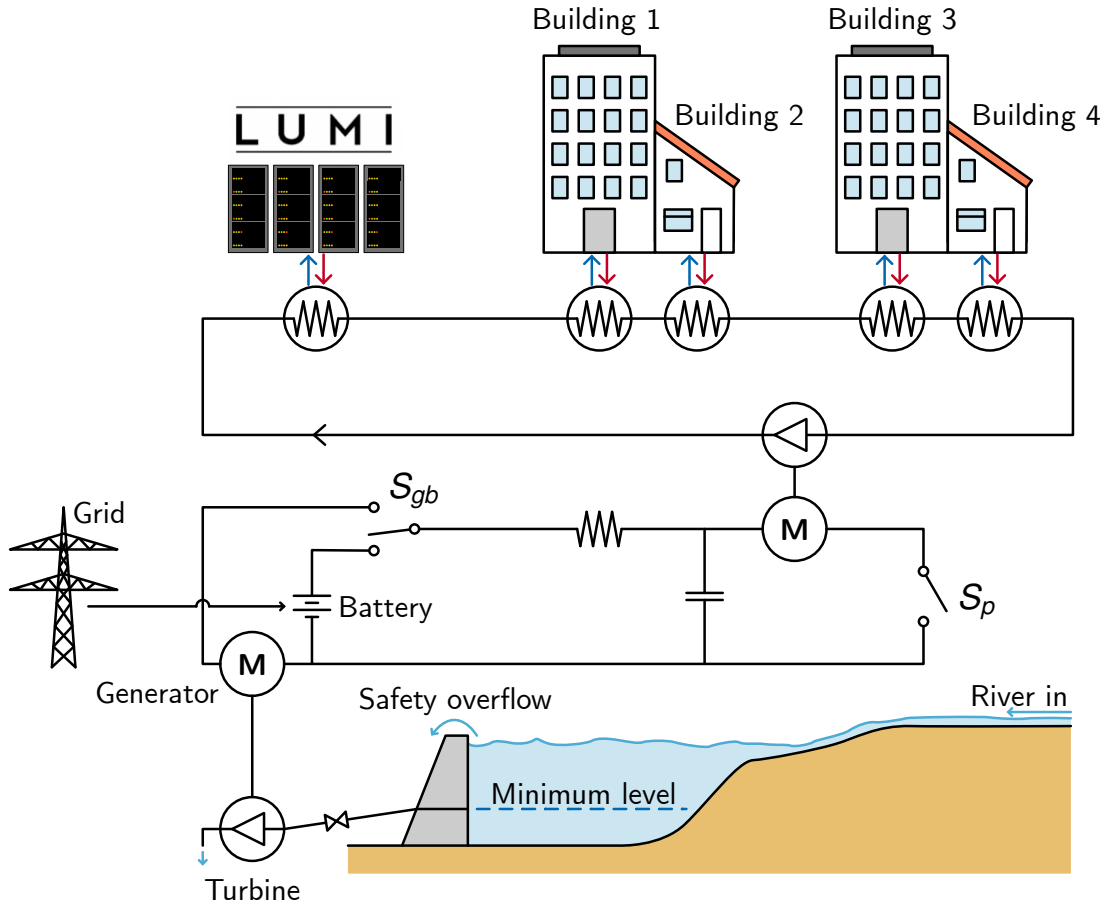 Building 1
Building 3
Building 2
Building 4
LUMI
S_gb
Grid
M
Battery
S_p
M
Generator
Safety overflow
River in
Minimum level
Turbine